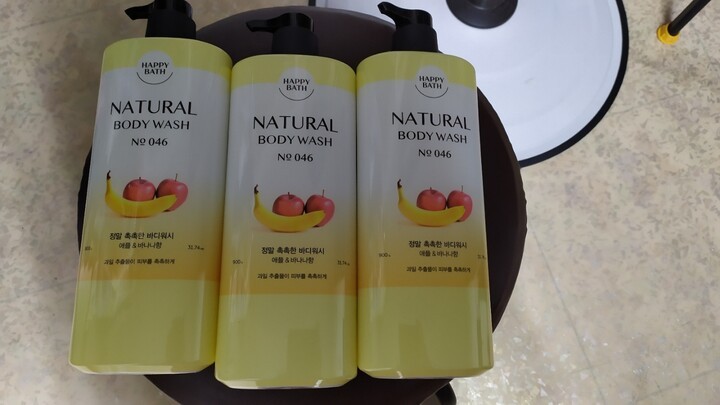 HAPPY
BATH
NATURAL
BODY WASH
No 046
정말 촉촉한 바디워시
애플 & 바나나향
과일 추출물이 피부를 촉촉하게
HAPPY
BATH
NATURAL
BODY WASH
No 046
정말 촉촉한 바디워시
애플 & 바나나향
900
31.74
과일 추출물이 피부를 촉촉하게
HAPPY
BATH
NATURAL
BODY WASH
No 046
정말 촉촉한 바디워시
애플 & 바나나향
900
과일 추출물이 피부를 촉촉하게